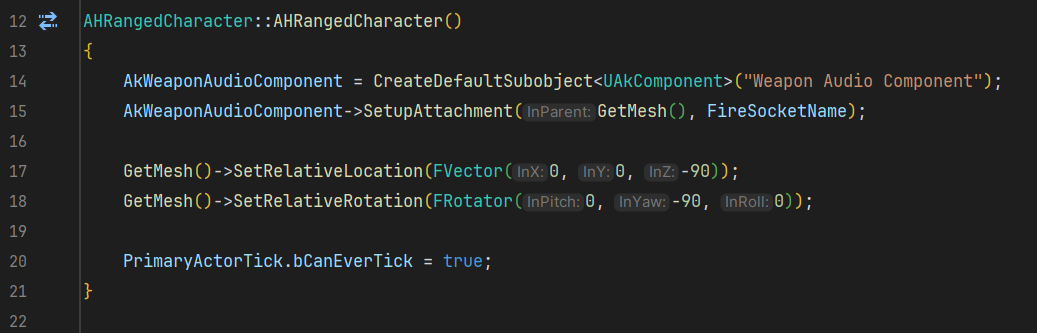 12 AHRangedCharacter::AHRangedCharacter()
13 {
14 AkWeaponAudioComponent = CreateDefaultSubobject<UAkComponent>("Weapon Audio Component");
15 AkWeaponAudioComponent->SetupAttachment(InParent: GetMesh(), FireSocketName);
16
17 GetMesh()->SetRelativeLocation(FVector(InX: 0, InY: 0, InZ: -90));
18 GetMesh()->SetRelativeRotation(FRotator(InPitch: 0, InYaw: -90, InRoll: 0));
19
20 PrimaryActorTick.bCanEverTick = true;
21 }
22